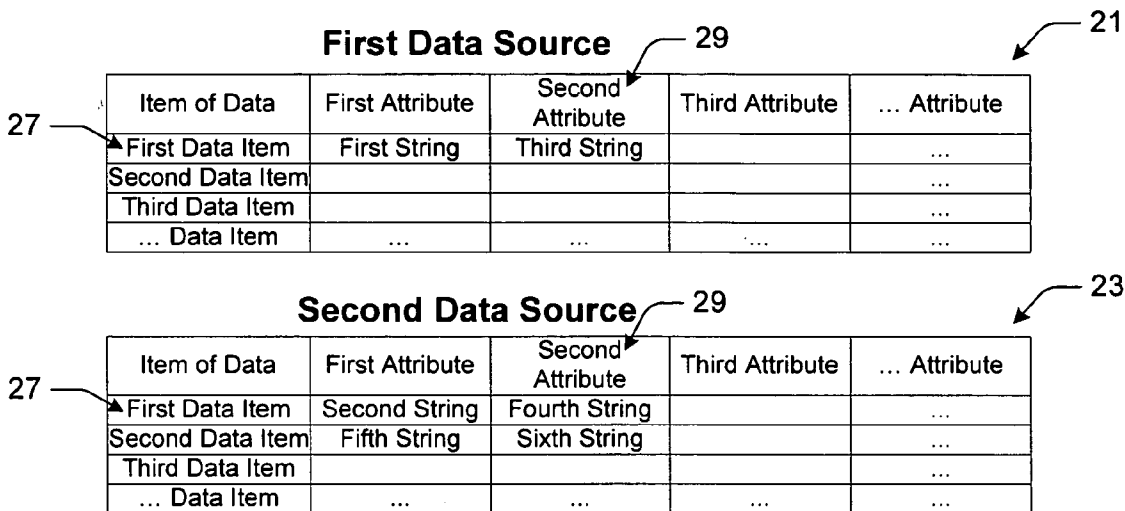 First Data Source
29
21
Item of Data First Attribute Second Attribute Third Attribute ... Attribute
27
First Data Item First String Third String ...
Second Data Item ...
Third Data Item ...
... Data Item ... ... ... ...
Second Data Source
29
23
Item of Data First Attribute Second Attribute Third Attribute ... Attribute
27
First Data Item Second String Fourth String ...
Second Data Item Fifth String Sixth String ...
Third Data Item ...
... Data Item ... ... ... ...